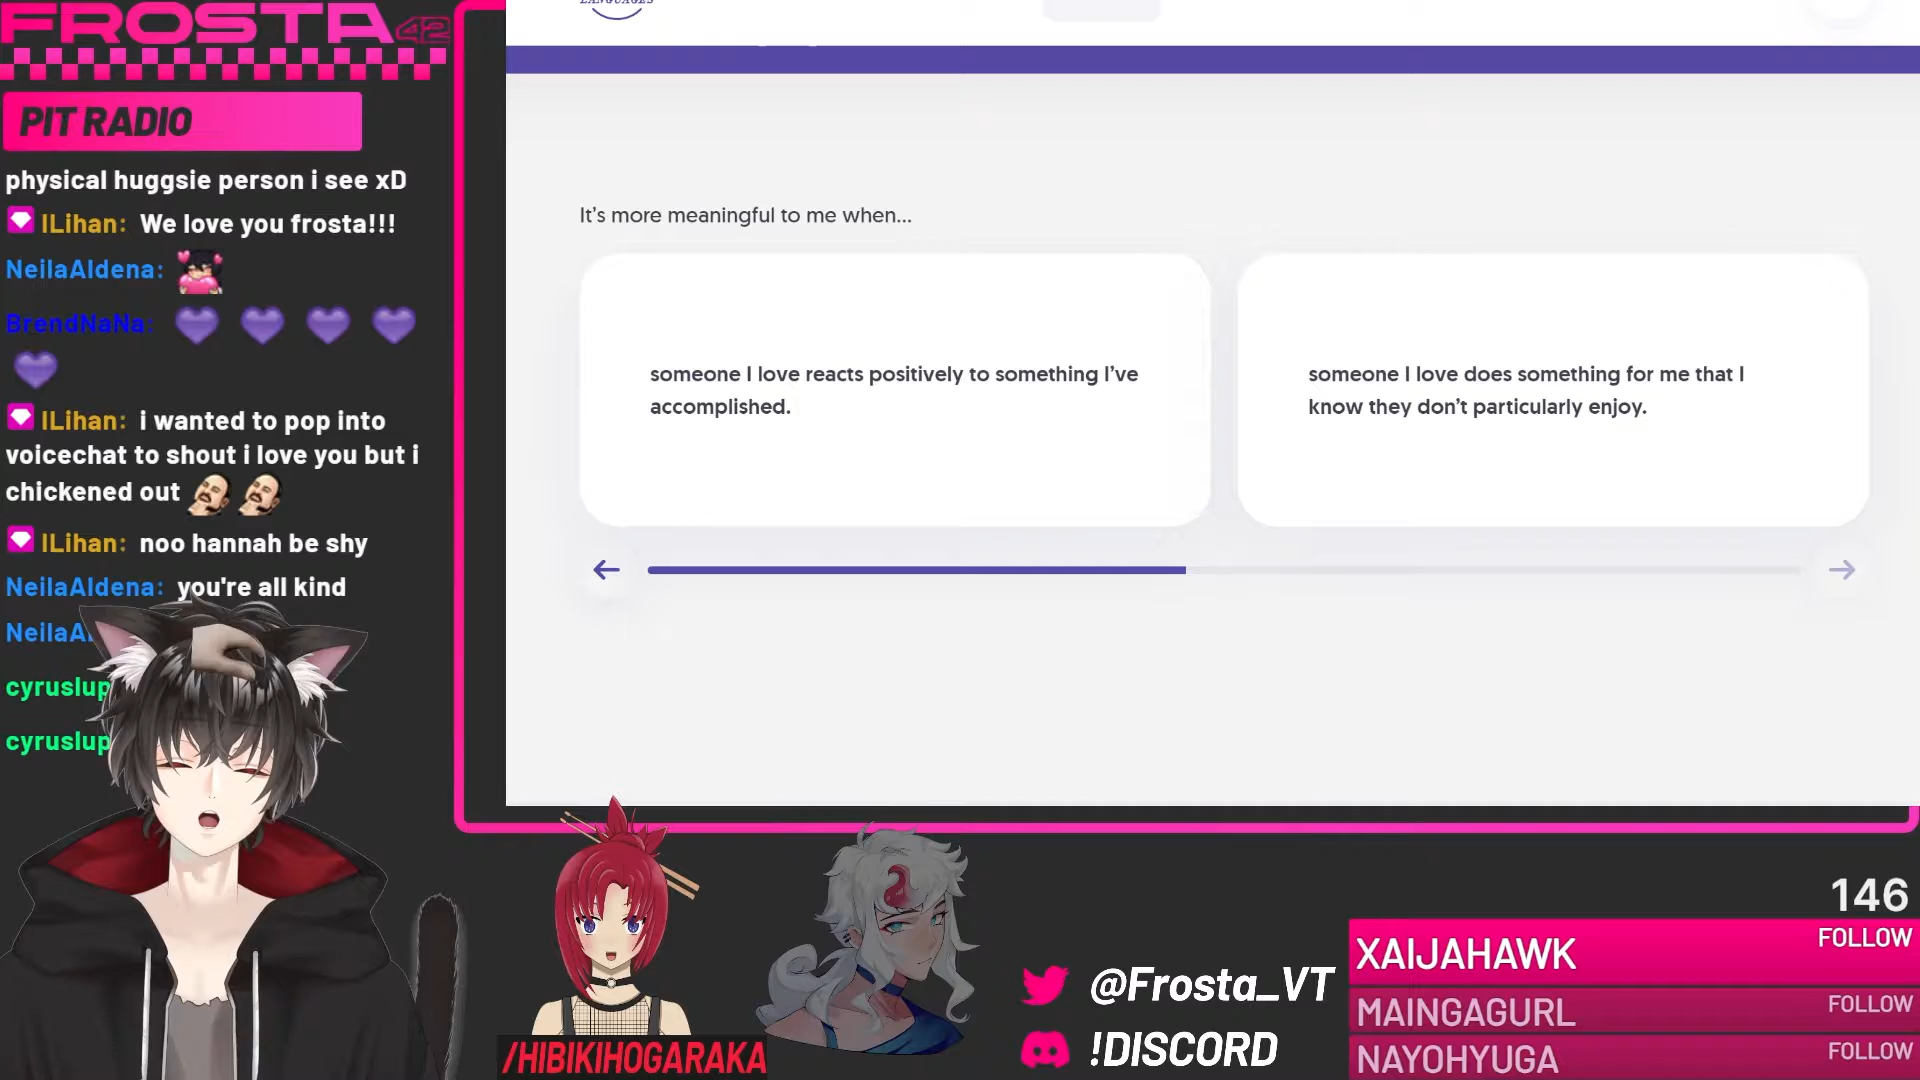 FROSTA42
PIT RADIO
physical huggsie person i see xD
ILihan: We love you frosta!!!
NeilaAldena:
BrendNaNa:
ILihan: i wanted to pop into
voicechat to shout i love you but i
chickened out
ILihan: noo hannah be shy
NeilaAldena: you're all kind
LANGUAGES
It's more meaningful to me when...
someone I love reacts positively to something I've
accomplished.
someone I love does something for me that I
know they don't particularly enjoy.
/HIBIKIHOGARAKA
@Frosta_VT
!DISCORD
146
XAIJAHAWK FOLLOW
MAINGAGURL FOLLOW
NAYOHYUGA FOLLOW